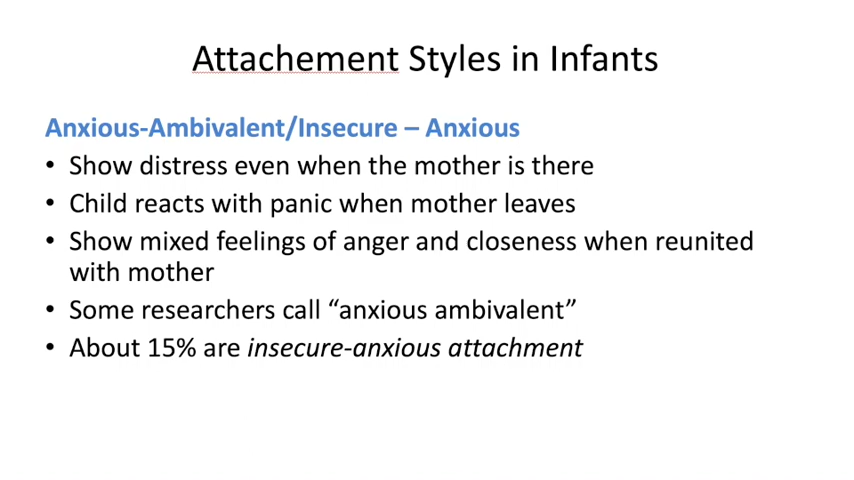 Attachement Styles in Infants
Anxious-Ambivalent/Insecure – Anxious
• Show distress even when the mother is there
• Child reacts with panic when mother leaves
• Show mixed feelings of anger and closeness when reunited
with mother
• Some researchers call “anxious ambivalent”
• About 15% are insecure-anxious attachment